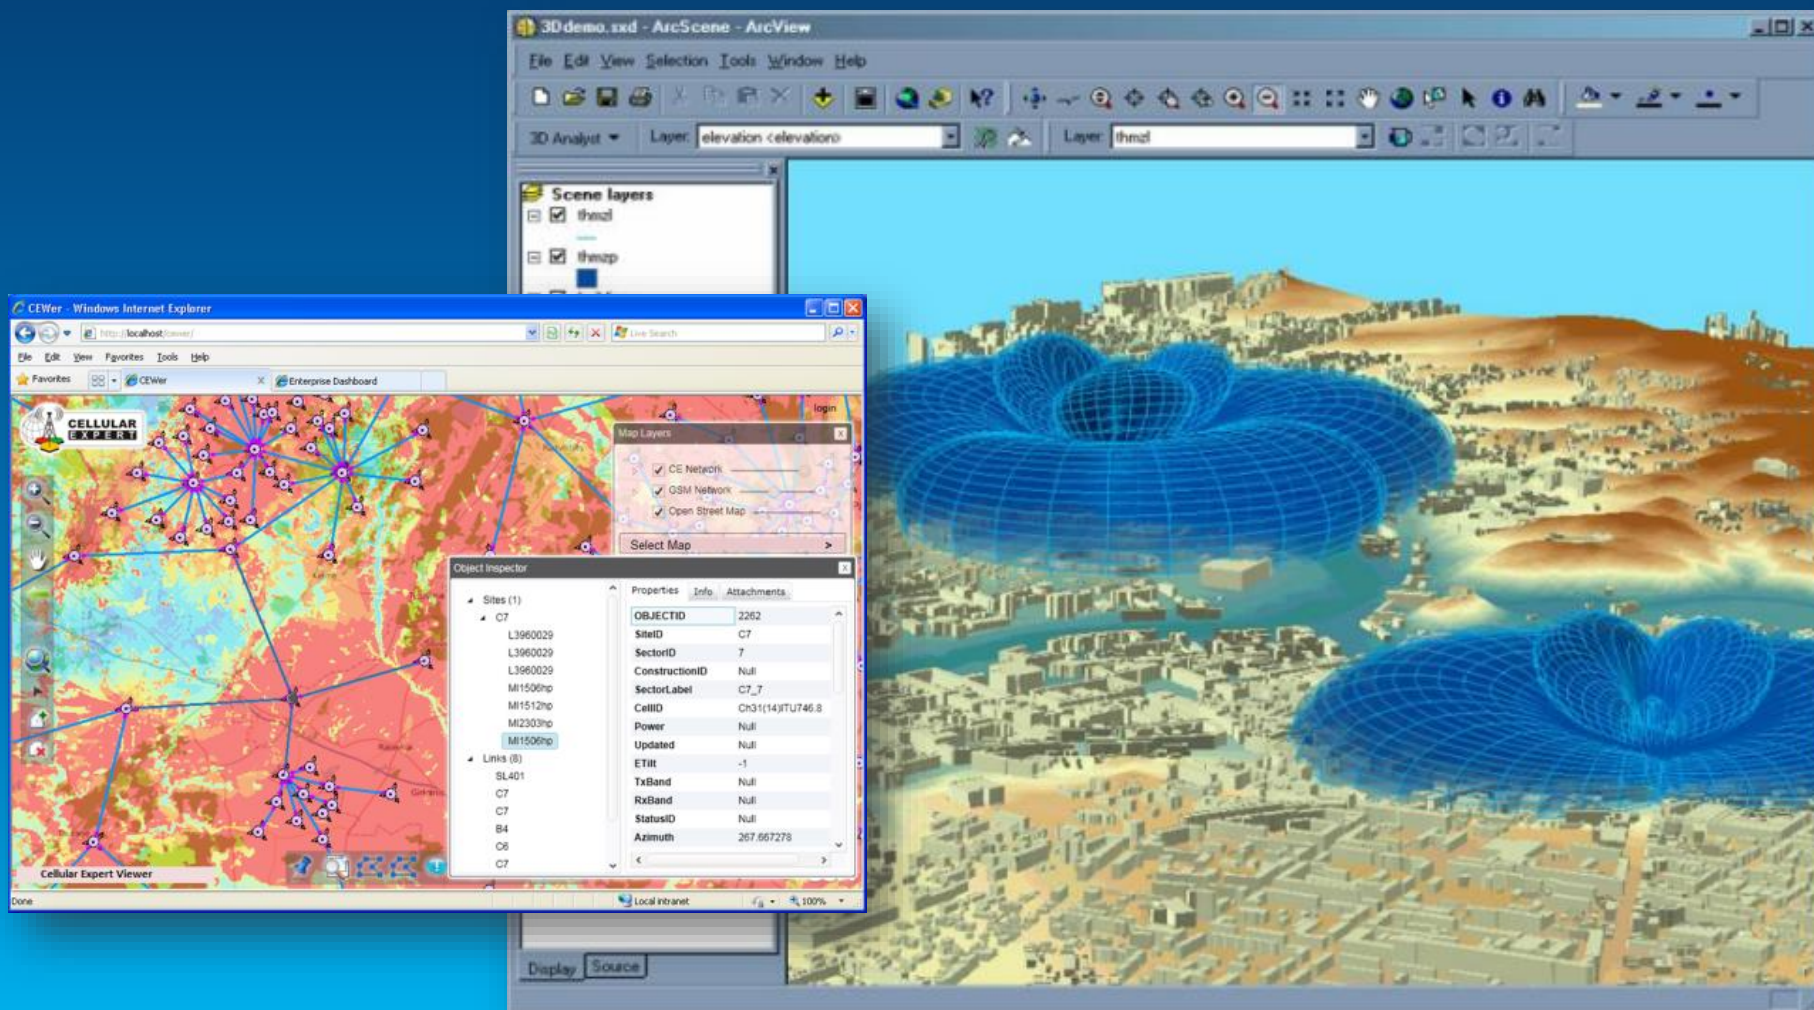 3Ddemo.sxd - ArcScene - ArcView
File Edit View Selection Tools Window Help
3D Analyst Layer: elevation <elevation> Layer: thmzl
Scene layers
thmzl
thmzp
CEWer - Windows Internet Explorer
http://localhost/cewer/
Live Search
File Edit View Favorites Tools Help
Favorites
CEWer
Enterprise Dashboard
CELLULAR
EXPERT
login
Map Layers
CE Network
GSM Network
Open Street Map
Select Map >
Object Inspector
Sites (1)
C7
L3960029
L3960029
L3960029
MI1506hp
MI1512hp
MI2303hp
MI1506hp
Links (8)
SL401
C7
C7
B4
C6
C7
Properties Info Attachments
OBJECTID 2262
SiteID C7
SectorID 7
ConstructionID Null
SectorLabel C7_7
CellID Ch31(14)ITU746.8
Power Null
Updated Null
ETilt -1
TxBand Null
RxBand Null
StatusID Null
Azimuth 267.667278
Cellular Expert Viewer
Done
Local intranet
100%
Display Source